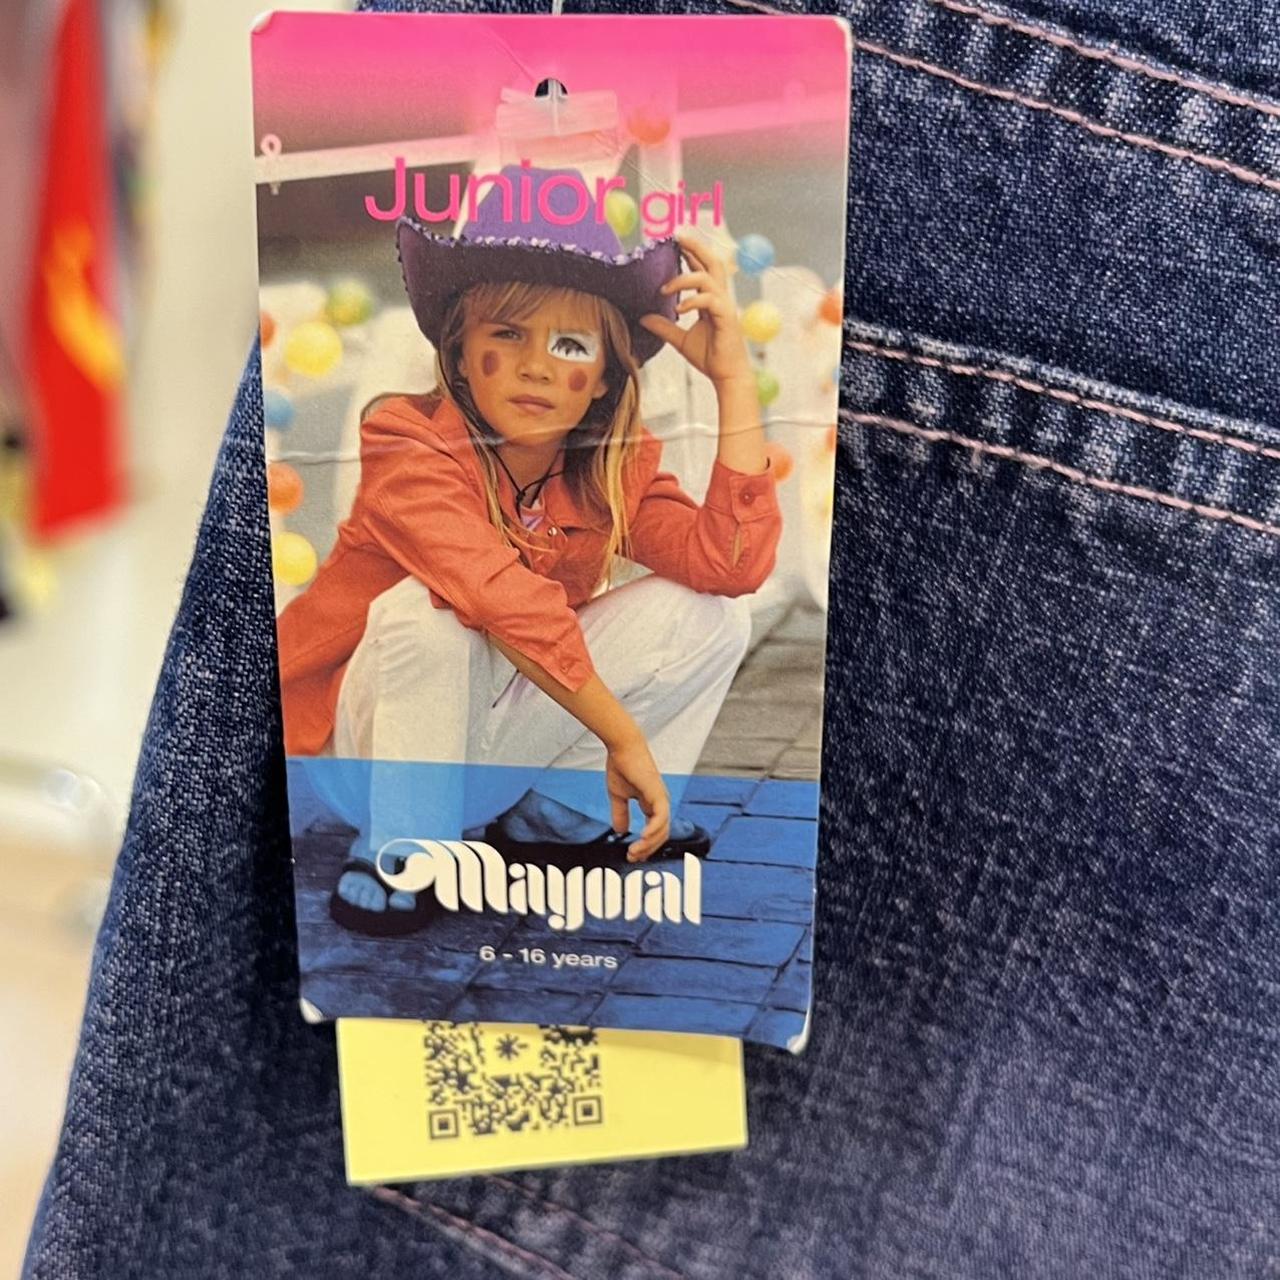 Junior girl
Mayoral
6 - 16 years